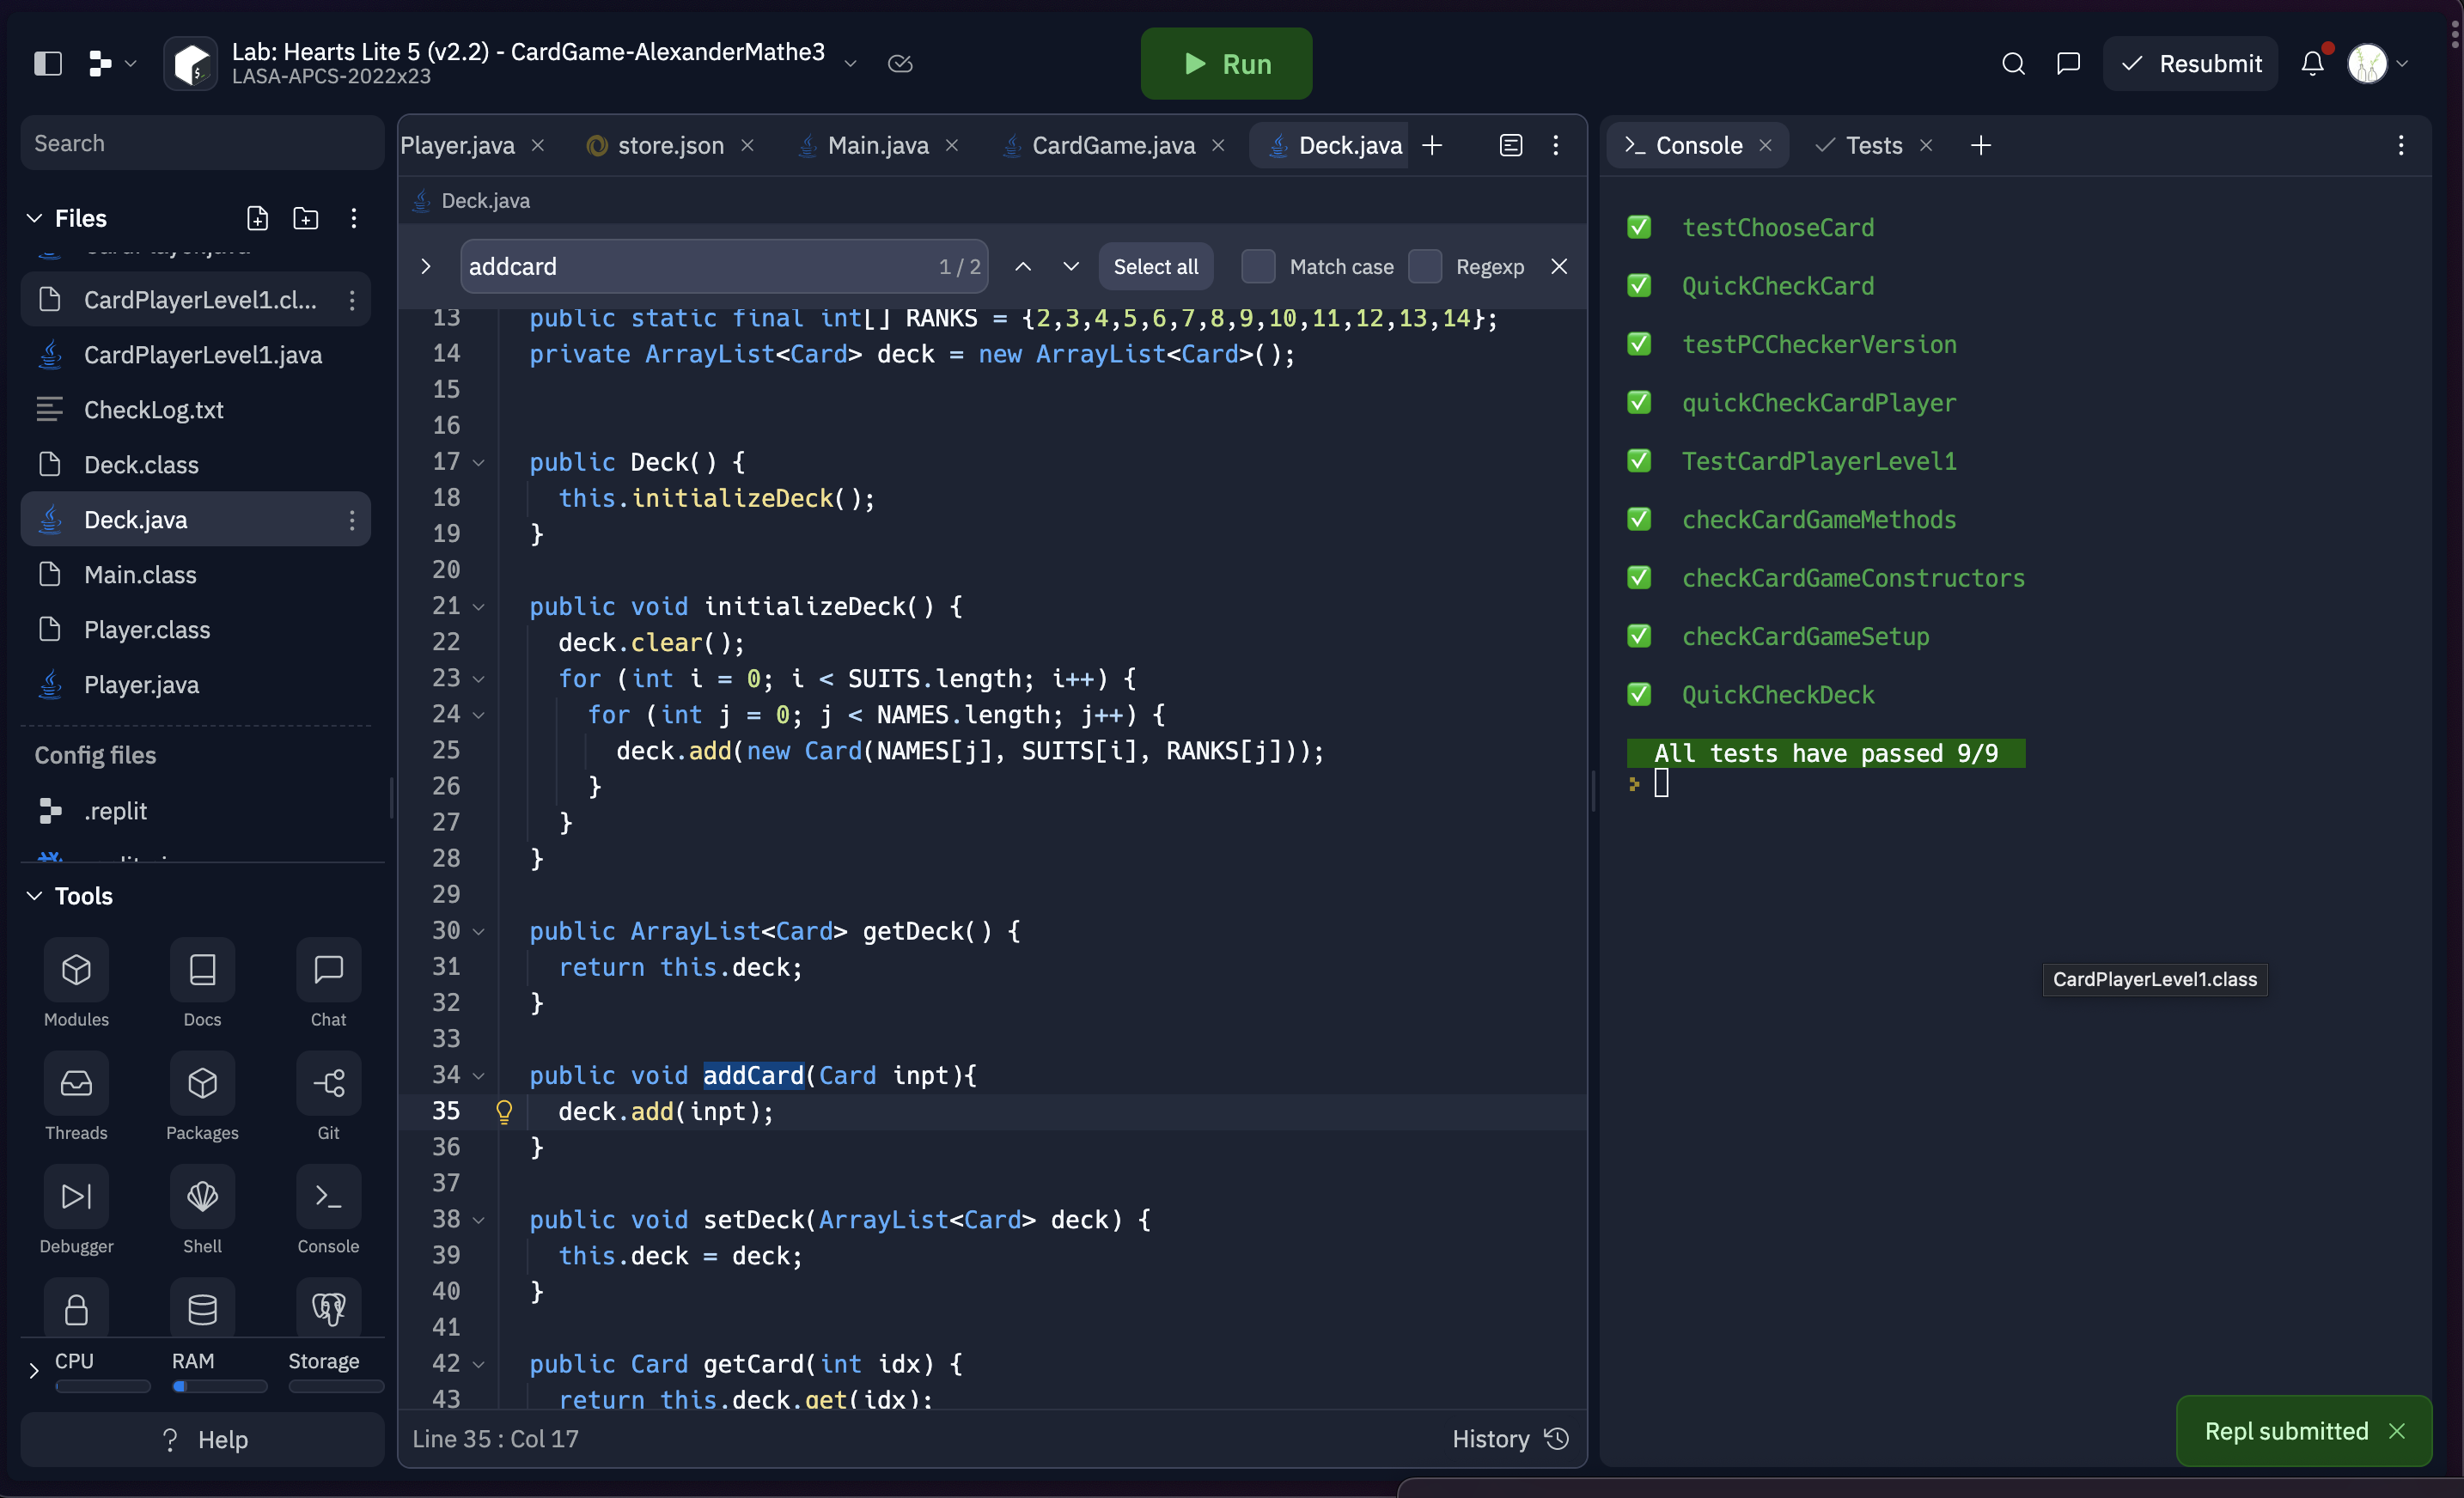 Lab: Hearts Lite 5 (v2.2) - CardGame-AlexanderMathe3
LASA-APCS-2022x23
Run
Resubmit
Search
Files
CardPlayerLevel1.cl...
CardPlayerLevel1.java
CheckLog.txt
Deck.class
Deck.java
Main.class
Player.class
Player.java
Config files
.replit
Tools
Modules
Docs
Chat
Threads
Packages
Git
Debugger
Shell
Console
CPU
RAM
Storage
? Help
Player.java
store.json
Main.java
CardGame.java
Deck.java
Deck.java
addcard
1 / 2
Select all
Match case
Regexp
13 public static final int[] RANKS = {2,3,4,5,6,7,8,9,10,11,12,13,14};
14 private ArrayList<Card> deck = new ArrayList<Card>();
15
16
17 public Deck() {
18 this.initializeDeck();
19 }
20
21 public void initializeDeck() {
22 deck.clear();
23 for (int i = 0; i < SUITS.length; i++) {
24 for (int j = 0; j < NAMES.length; j++) {
25 deck.add(new Card(NAMES[j], SUITS[i], RANKS[j]));
26 }
27 }
28 }
29
30 public ArrayList<Card> getDeck() {
31 return this.deck;
32 }
33
34 public void addCard(Card inpt){
35 deck.add(inpt);
36 }
37
38 public void setDeck(ArrayList<Card> deck) {
39 this.deck = deck;
40 }
41
42 public Card getCard(int idx) {
43 return this.deck.get(idx);
Line 35 : Col 17
History
Console
Tests
testChooseCard
QuickCheckCard
testPCCheckerVersion
quickCheckCardPlayer
TestCardPlayerLevel1
checkCardGameMethods
checkCardGameConstructors
checkCardGameSetup
QuickCheckDeck
All tests have passed 9/9
CardPlayerLevel1.class
Repl submitted